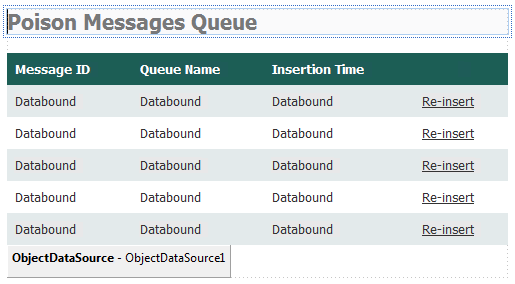 Poison Messages Queue
Message ID Queue Name Insertion Time
Databound Databound Databound Re-insert
Databound Databound Databound Re-insert
Databound Databound Databound Re-insert
Databound Databound Databound Re-insert
Databound Databound Databound Re-insert
ObjectDataSource - ObjectDataSource1